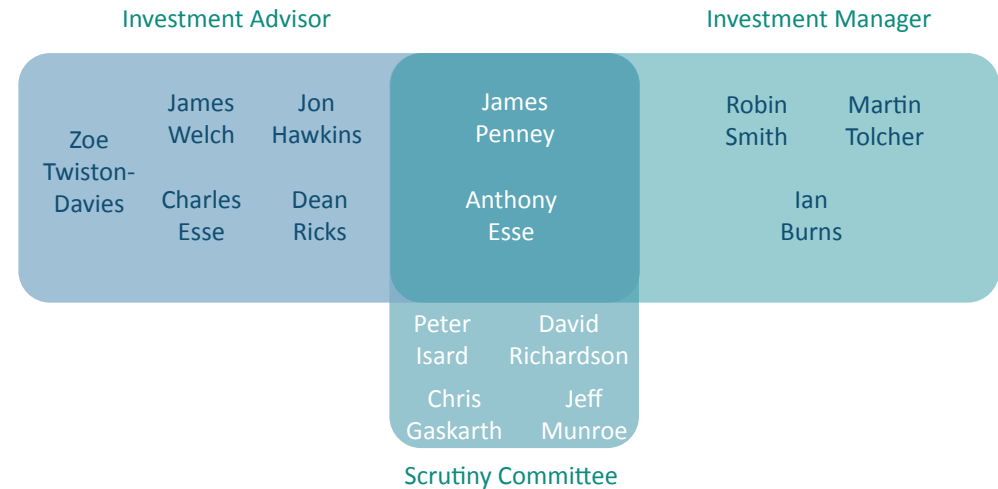 Investment Advisor
Investment Manager
Zoe
Twiston-
Davies
James
Welch
Jon
Hawkins
Charles
Esse
Dean
Ricks
James
Penney
Anthony
Esse
Robin
Smith
Martin
Tolcher
Ian
Burns
Peter
Isard
David
Richardson
Chris
Gaskarth
Jeff
Munroe
Scrutiny Committee